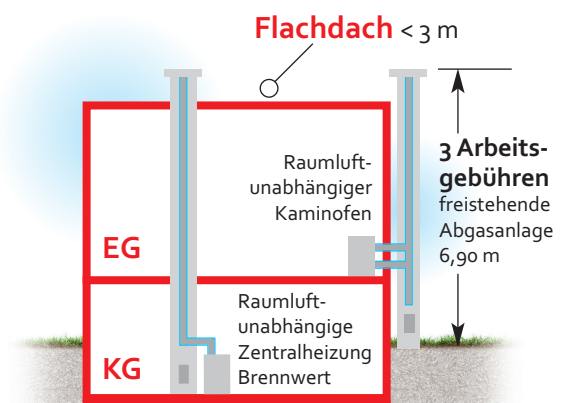 Flachdach < 3 m
Raumluft-
unabhängiger
Kaminofen
EG
3 Arbeits-
gebühren
freistehende
Abgasanlage
6,90 m
Raumluft-
unabhängige
Zentralheizung
Brennwert
KG